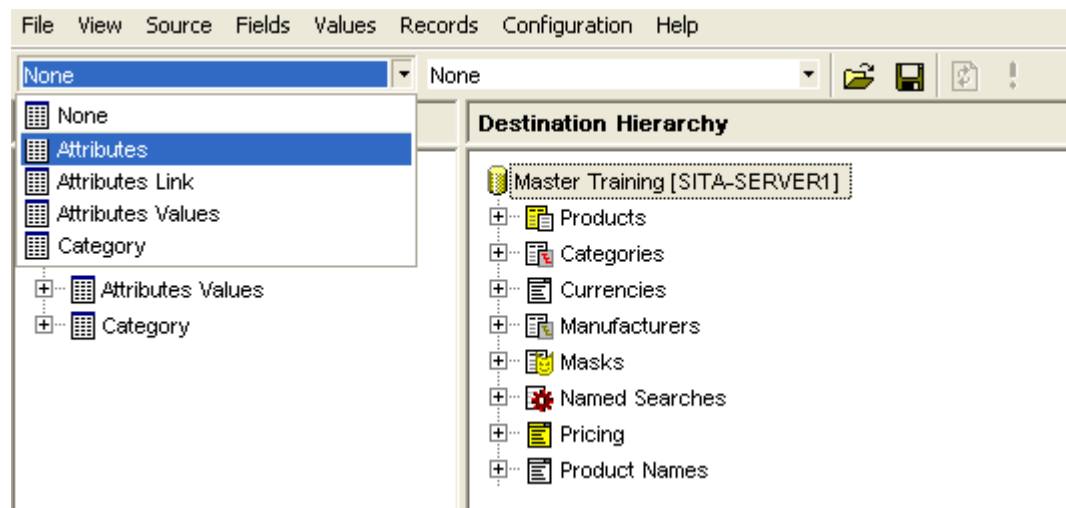 File View Source Fields Values Records Configuration Help
None None
None
Attributes
Attributes Link
Attributes Values
Category
Attributes Values
Category
Destination Hierarchy
Master Training [SITA-SERVER1]
Products
Categories
Currencies
Manufacturers
Masks
Named Searches
Pricing
Product Names